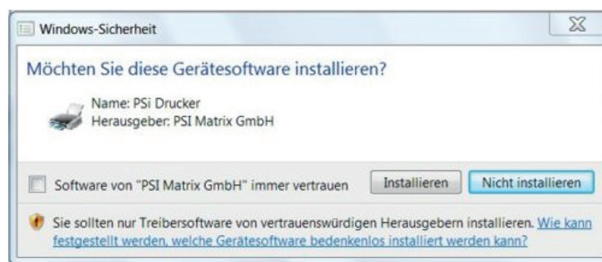 Windows-Sicherheit
Möchten Sie diese Gerätesoftware installieren?
Name: PSi Drucker
Herausgeber: PSI Matrix GmbH
Software von "PSI Matrix GmbH" immer vertrauen
Installieren
Nicht installieren
Sie sollten nur Treibersoftware von vertrauenswürdigen Herausgebern installieren. Wie kann
festgestellt werden, welche Gerätesoftware bedenkenlos installiert werden kann?